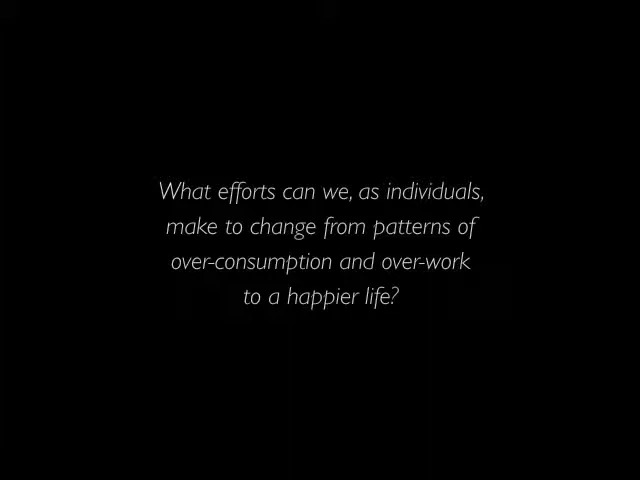 What efforts can we, as individuals,
make to change from patterns of
over-consumption and over-work
to a happier life?